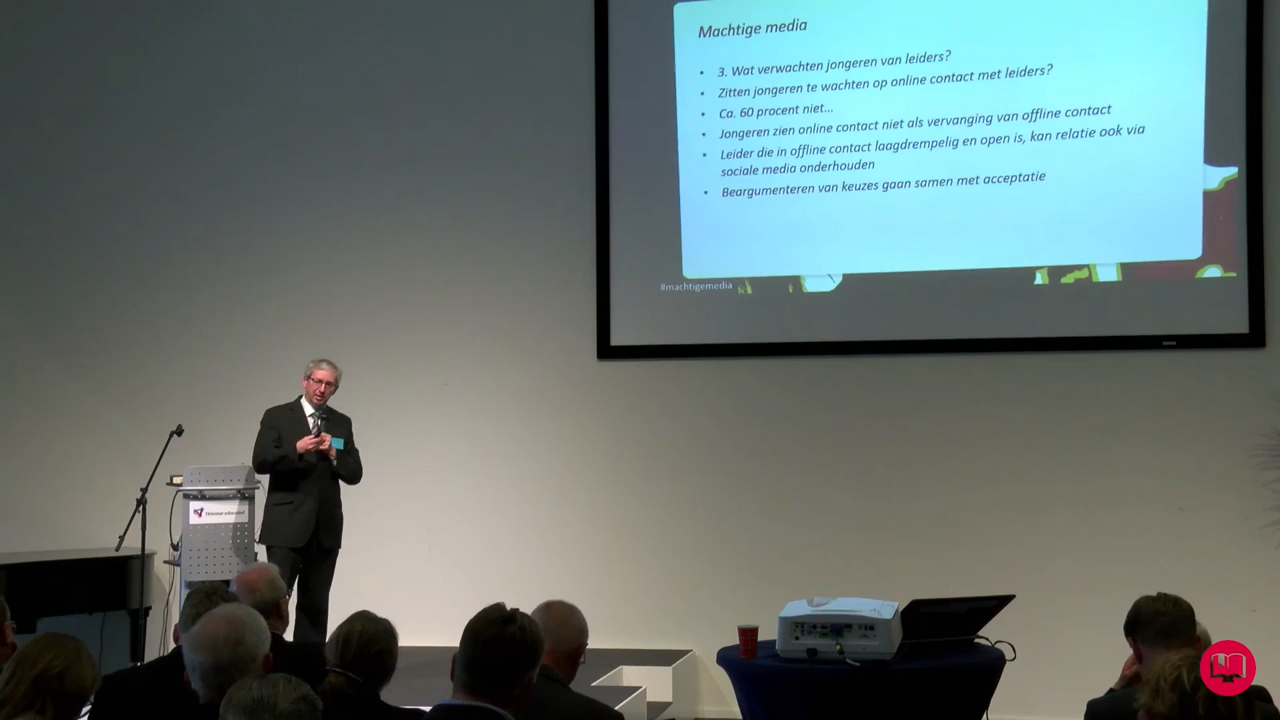 Machtige media
• 3. Wat verwachten jongeren van leiders?
• Zitten jongeren te wachten op online contact met leiders?
• Ca. 60 procent niet...
• Jongeren zien online contact niet als vervanging van offline contact
• Leider die in offline contact laagdrempelig en open is, kan relatie ook via
sociale media onderhouden
• Beargumenteren van keuzes gaan samen met acceptatie
#machtigemedia